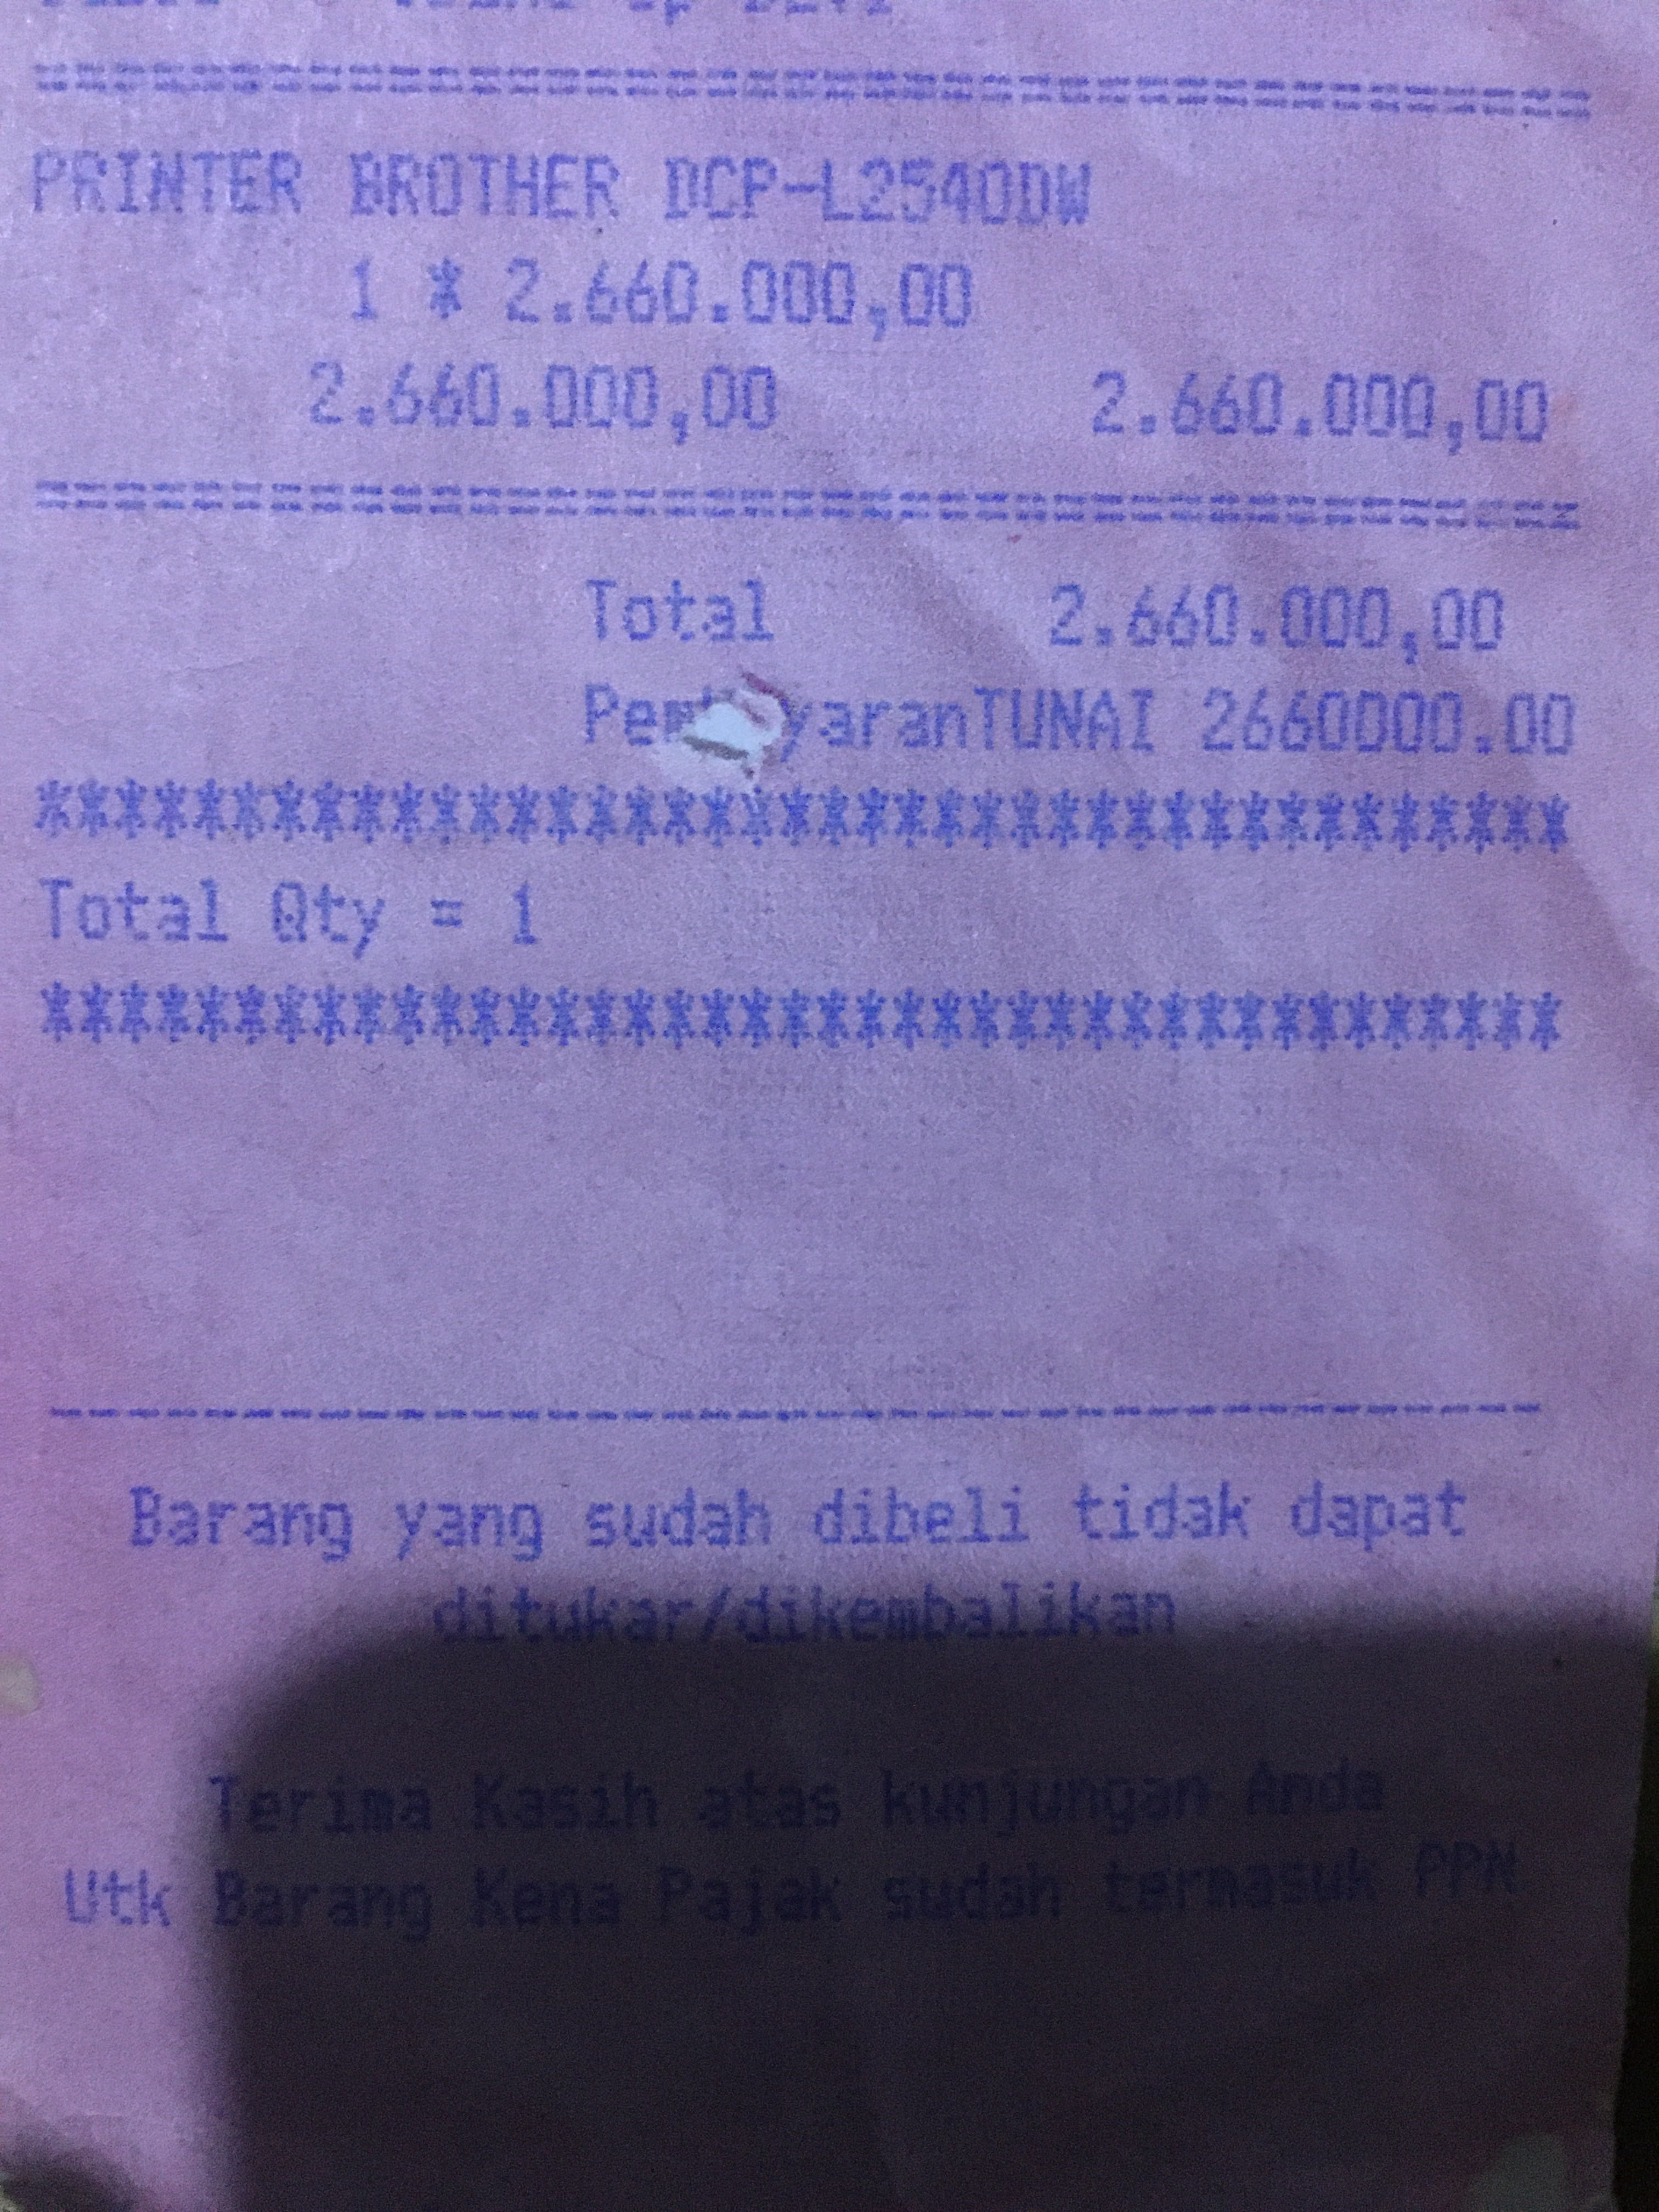 ================================
PRINTER BROTHER DCP-L2540DW
1 * 2.660.000,00
2.660.000,00 2.660.000,00
================================
Total 2.660.000,00
TUNAI 2660000.00
****************************************
Total Qty = 1
****************************************
---------------------------------------
Barang yang sudah dibeli tidak dapat
ditukar/dikembalikan
Terima Kasih atas kunjungan Anda
Utk Barang Kena Pajak sudah termasuk PPN